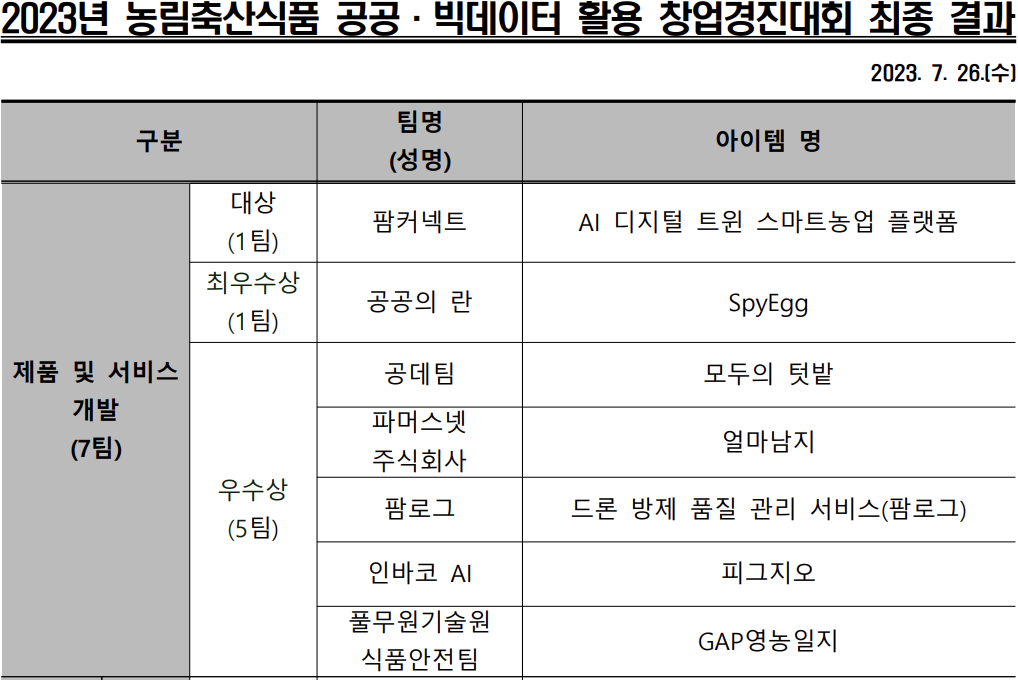 2023년 농림축산식품 공공·빅데이터 활용 창업경진대회 최종 결과
2023. 7. 26.(수)
구분
팀명
(성명)
아이템 명
제품 및 서비스
개발
(7팀)
대상
(1팀)
팜커넥트
AI 디지털 트윈 스마트농업 플랫폼
최우수상
(1팀)
공공의 란
SpyEgg
우수상
(5팀)
공데팀
모두의 텃밭
파머스넷
주식회사
얼마남지
팜로그
드론 방제 품질 관리 서비스(팜로그)
인바코 AI
피그지오
풀무원기술원
식품안전팀
GAP영농일지